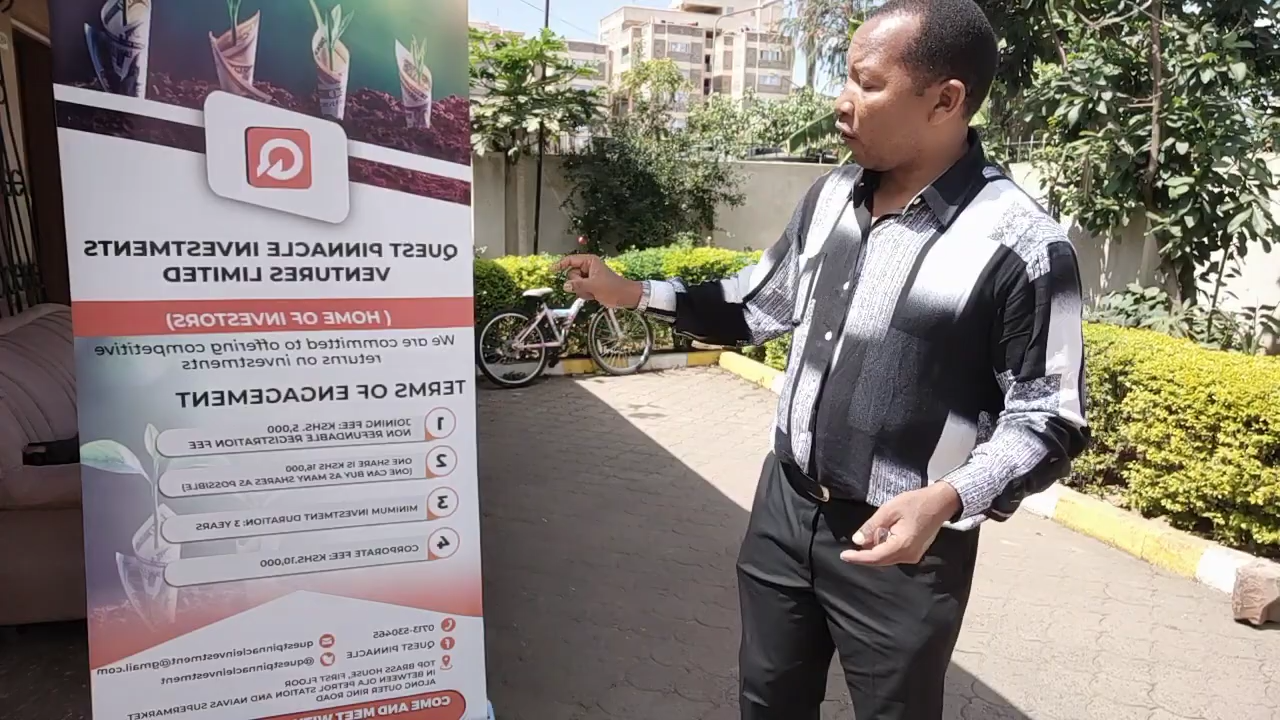 QUEST PINNACLE INVESTMENTS
VENTURES LIMITED
( HOME OF INVESTORS)
We are committed to offering competitive
returns on investments
TERMS OF ENGAGEMENT
1
JOINING FEE: KSHS. 5,000
NON REFUNDABLE REGISTRATION FEE
2
ONE SHARE IS KSHS 16,000
(ONE CAN BUY AS MANY AS SHARES AS POSSIBLE)
3
MINIMUM INVESTMENT DURATION: 3 YEARS
4
CORPORATE FEE: KSHS.10,000
0713-530465
questpinnacleinvestment@gmail.com
QUEST PINNACLE
@questpinnacleinvestment
TOP BRASS HOUSE, FIRST FLOOR
IN BETWEEN OLA PETROL STATION AND NAIVAS SUPERMARKET
ALONG OUTER RING ROAD
COME AND MEET WITH